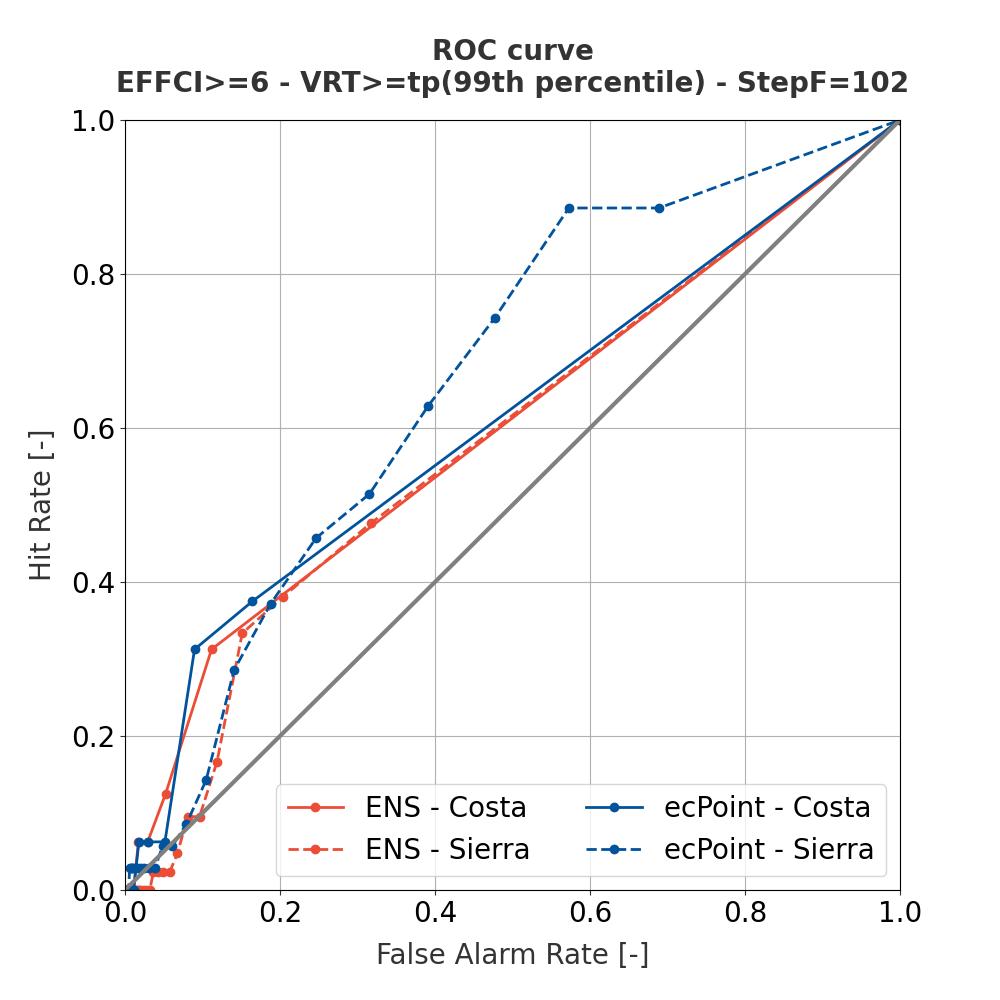 ROC curve
EFFCI>=6 - VRT>=tp(99th percentile) - StepF=102
1.0
0.8
0.6
0.4
0.2
0.0
Hit Rate [-]
ENS - Costa
ENS - Sierra
ecPoint - Costa
ecPoint - Sierra
0.0 0.2 0.4 0.6 0.8 1.0
False Alarm Rate [-]